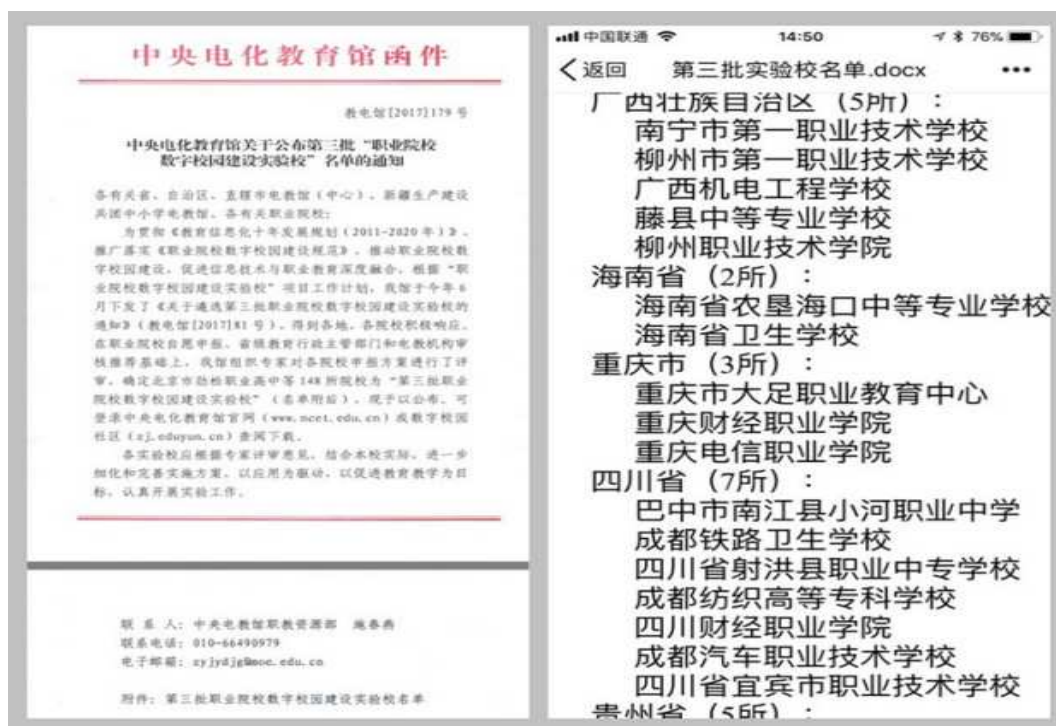 中央电化教育馆函件
教电馆[2017]179 号
中央电化教育馆关于公布第三批“职业院校
数字校园建设实验校”名单的通知
各有关省、自治区、直辖市电教馆（中心），新疆生产建设
兵团中小学电教馆，各有关职业院校：
为贯彻《教育信息化十年发展规划（2011-2020 年）》，
推广落实《职业院校数字校园建设规范》，推动职业院校数
字校园建设，促进信息技术与职业教育深度融合，根据“职
业院校数字校园建设实验校”项目工作计划，我馆于今年 6
月下发了《关于遴选第三批职业院校数字校园建设实验校的
通知》（教电馆[2017]81 号），得到各地、各院校积极响应。
在职业院校自愿申报、省级教育行政主管部门和电教机构审
核推荐基础上，我馆组织专家对各院校申报方案进行了评
审，确定北京市劲松职业高中等 148 所院校为“第三批职业
院校数字校园建设实验校”（名单附后），现予以公布。可
登录中央电化教育馆官网（www.ncet.edu.cn）或数字校园
社区（zj.eduyun.cn）查阅下载。
各实验校应根据专家评审意见，结合本校实际，进一步
细化和完善实施方案，以应用为驱动，以促进教育教学为目
标，认真开展实验工作。
联 系 人：中央电教馆职教资源部 施春燕
联系电话：010-66490979
电子邮箱：zyjydjg@moe.edu.cn
附件：第三批职业院校数字校园建设实验校名单
中国联通 14:50 76%
返回 第三批实验校名单.docx •••
广西壮族自治区（5所）：
南宁市第一职业技术学校
柳州市第一职业技术学校
广西机电工程学校
藤县中等专业学校
柳州职业技术学院
海南省（2所）：
海南省农垦海口中等专业学校
海南省卫生学校
重庆市（3所）：
重庆市大足职业教育中心
重庆财经职业学院
重庆电信职业学院
四川省（7所）：
巴中市南江县小河职业中学
成都铁路卫生学校
四川省射洪县职业中专学校
成都纺织高等专科学校
四川财经职业学院
成都汽车职业技术学校
四川省宜宾市职业技术学校
贵州省（5所）：